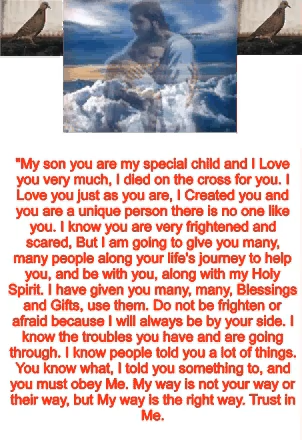 "My son you are my special child and I Love
you very much, I died on the cross for you. I
Love you just as you are, I Created you and
you are a unique person there is no one like
you. I know you are very frightened and
scared, But I am going to give you many,
many people along your life's journey to help
you, and be with you, along with my Holy
Spirit. I have given you many, many, Blessings
and Gifts, use them. Do not be frighten or
afraid because I will always be by your side. I
know the troubles you have and are going
through. I know people told you a lot of things.
You know what, I told you something to, and
you must obey Me. My way is not your way or
their way, but My way is the right way. Trust in
Me.